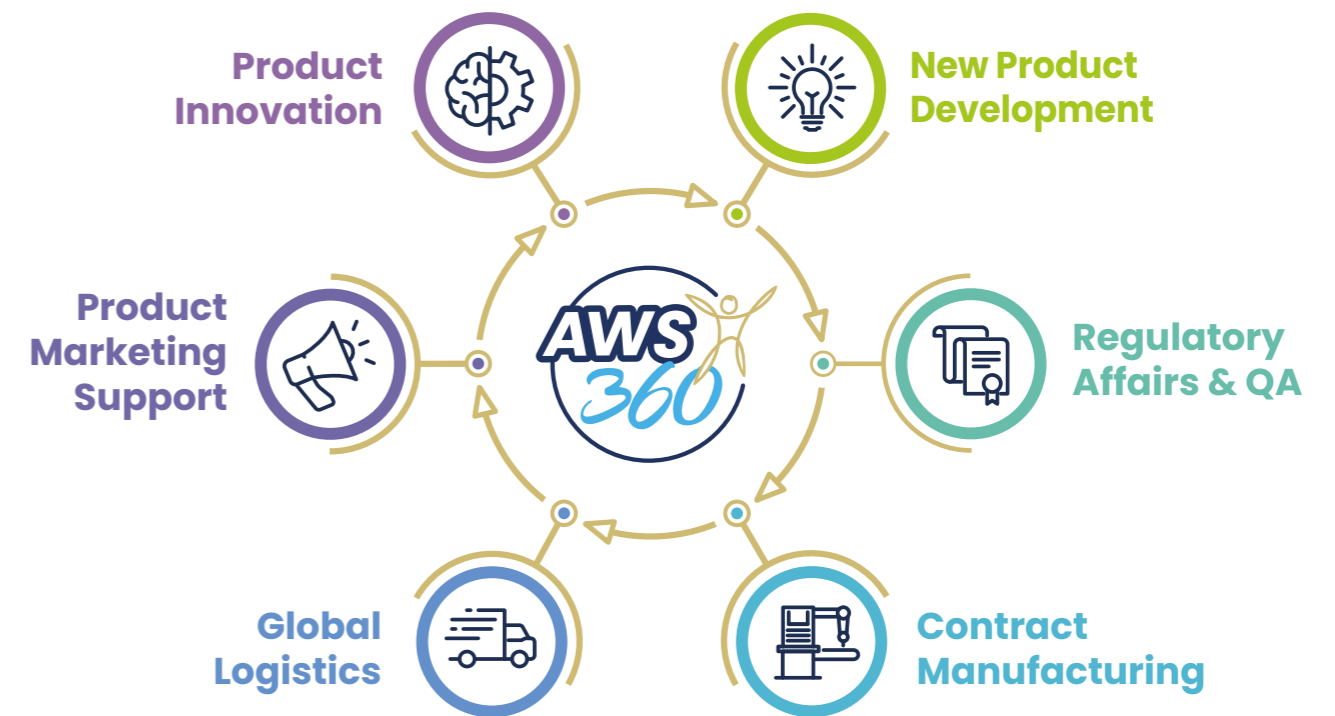 Product
Innovation
New Product
Development
Product
Marketing
Support
AWS
360
Regulatory
Affairs & QA
Global
Logistics
Contract
Manufacturing